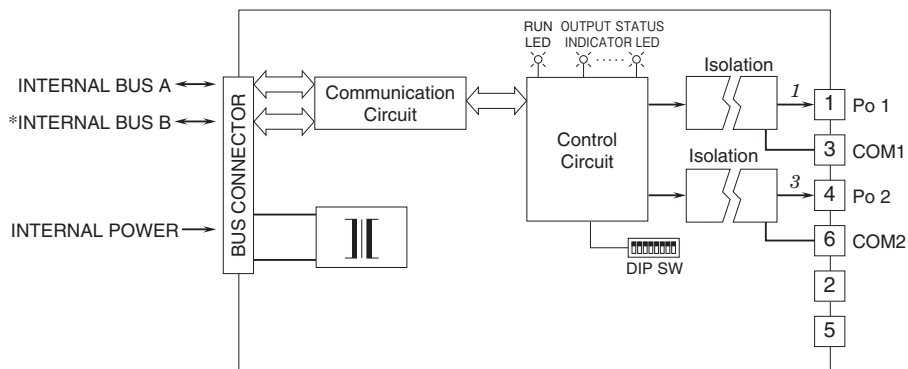 RUN
LED
OUTPUT STATUS
INDICATOR LED
Isolation
INTERNAL BUS A
*INTERNAL BUS B
INTERNAL POWER
BUS CONNECTOR
Communication
Circuit
Control
Circuit
1
1
Po 1
3
COM1
Isolation
3
4
Po 2
6
COM2
DIP SW
2
5